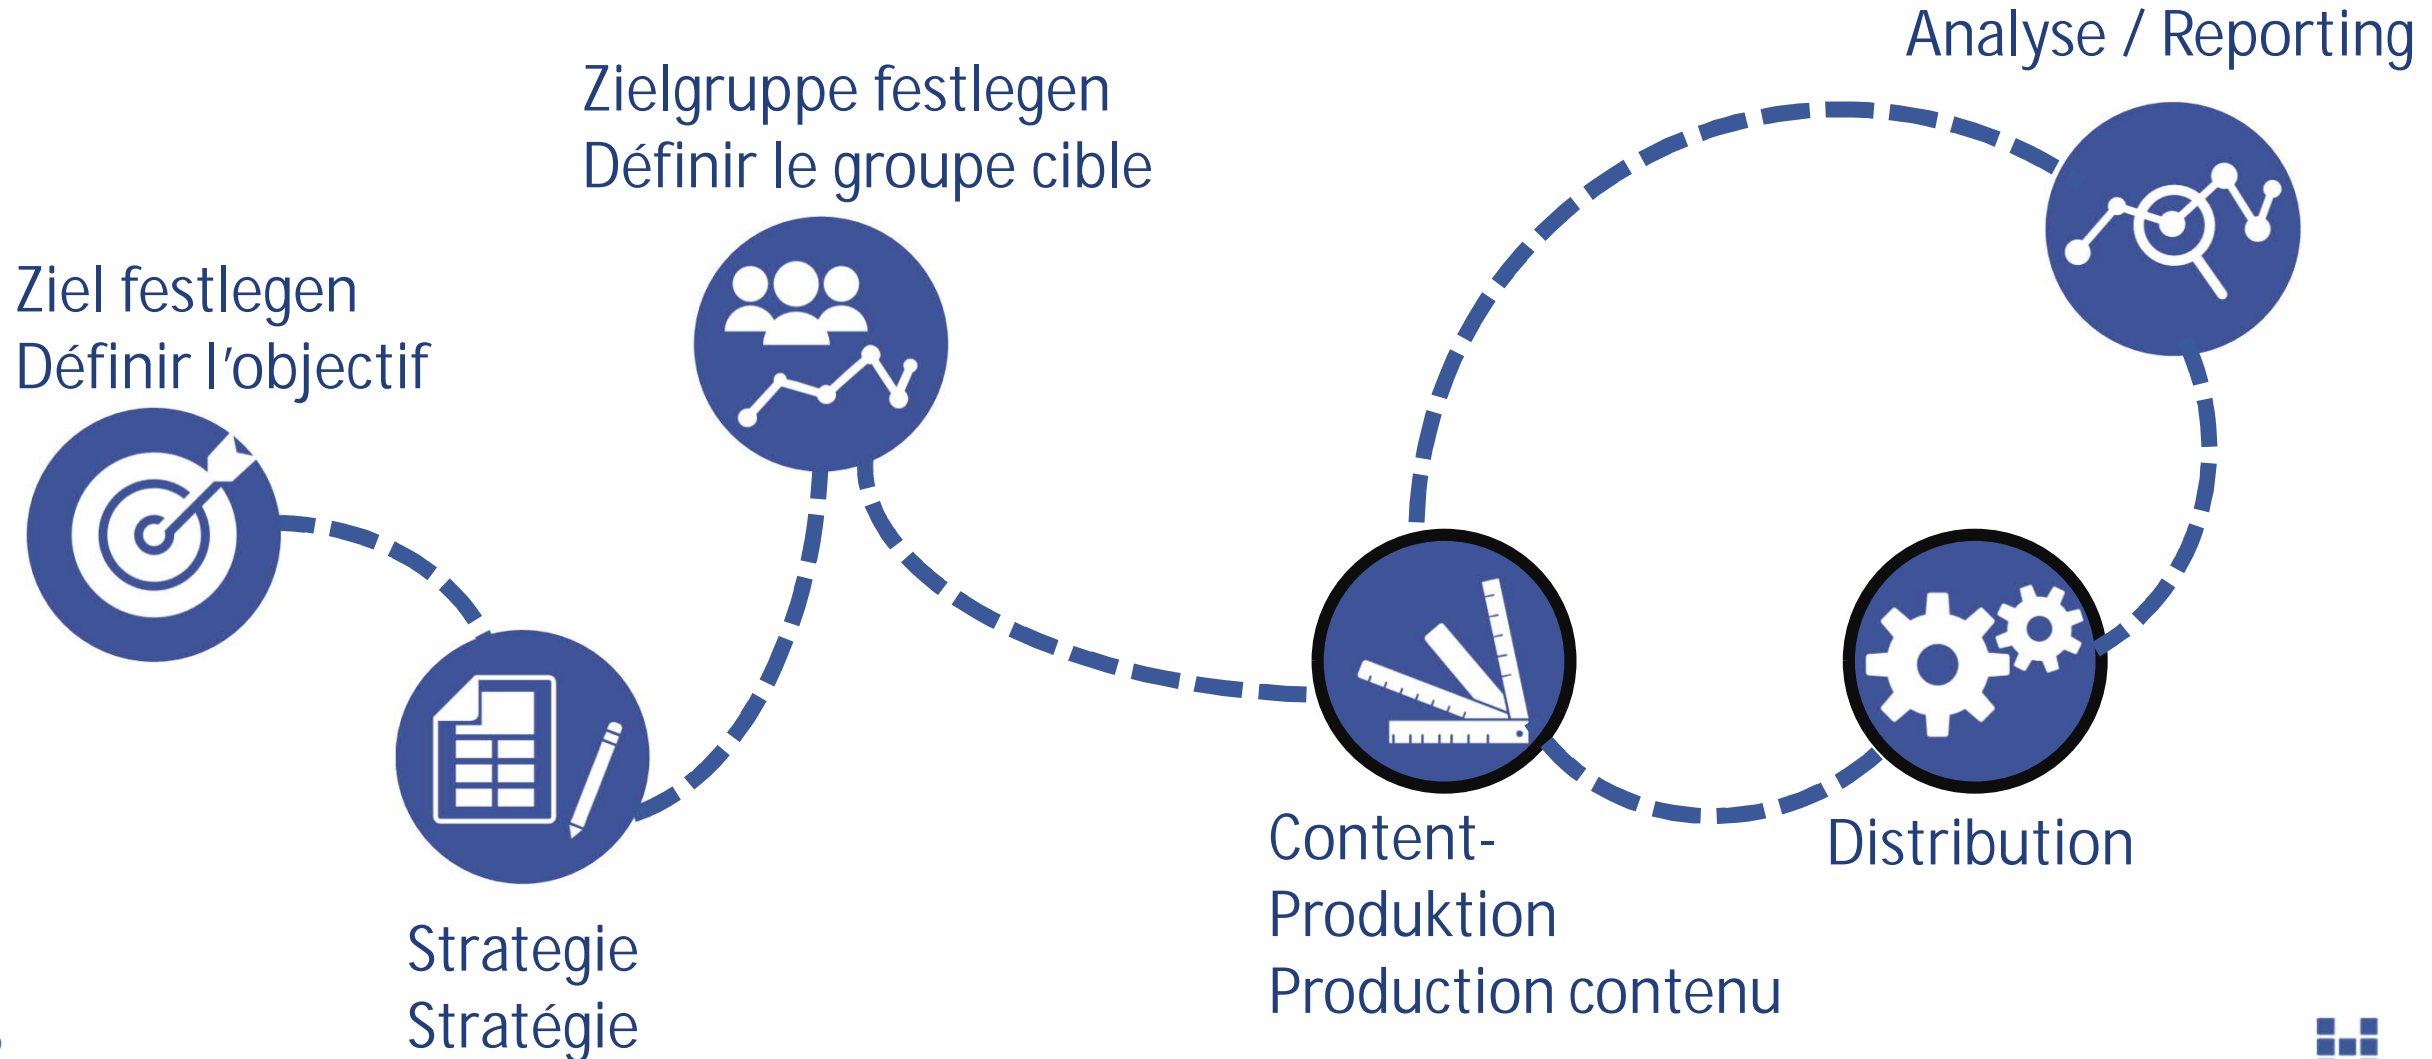 Analyse / Reporting
Zielgruppe festlegen
Définir le groupe cible
Ziel festlegen
Définir l'objectif
Content-
Produktion
Production contenu
Distribution
Strategie
Stratégie